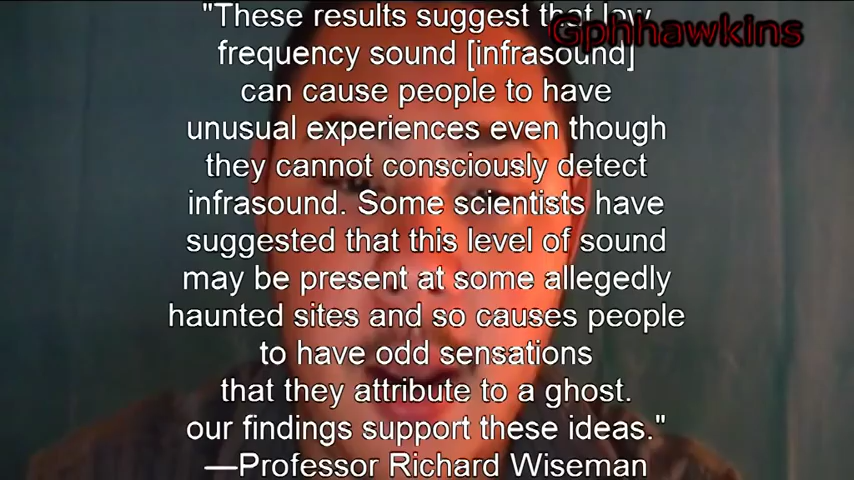 "These results suggest that low
Gphhawkins
frequency sound [infrasound]
can cause people to have
unusual experiences even though
they cannot consciously detect
infrasound. Some scientists have
suggested that this level of sound
may be present at some allegedly
haunted sites and so causes people
to have odd sensations
that they attribute to a ghost.
our findings support these ideas."
—Professor Richard Wiseman